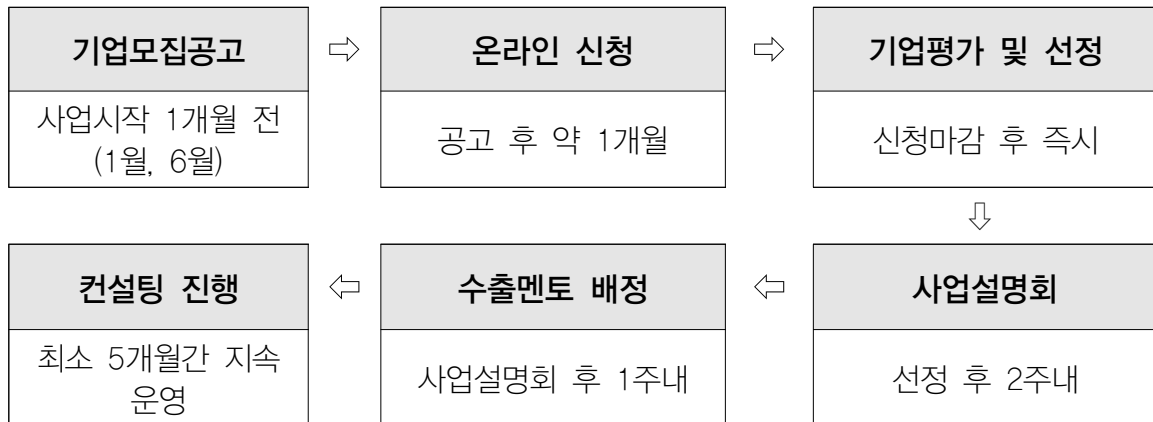 기업모집공고
사업시작 1개월 전
(1월, 6월)
⇨
온라인 신청
공고 후 약 1개월
⇨
기업평가 및 선정
신청마감 후 즉시
⇩
사업설명회
선정 후 2주내
⇦
수출멘토 배정
사업설명회 후 1주내
⇦
컨설팅 진행
최소 5개월간 지속
운영